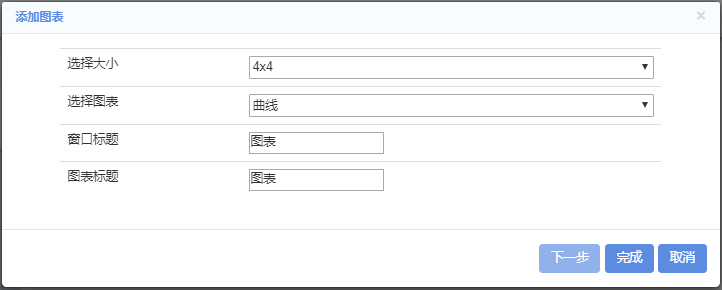 添加图表 ×
选择大小 4x4
选择图表 曲线
窗口标题 图表
图表标题 图表
下一步 完成 取消